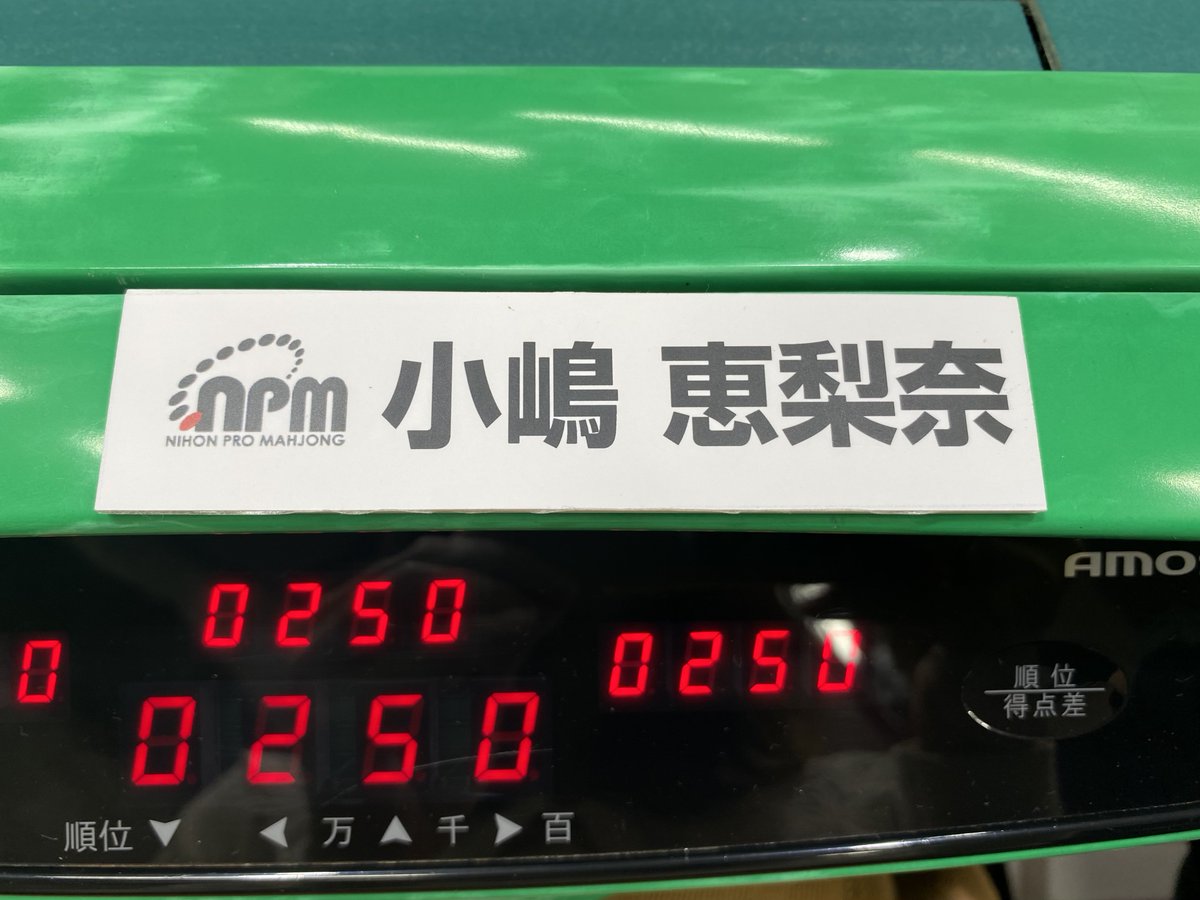 npm
NIHON PRO MAHJONG
小嶋 恵梨奈
AMO
0250
0
0250
0250
順位
得点差
順位▼ ◀ 万 ▲ 千 ▶ 百